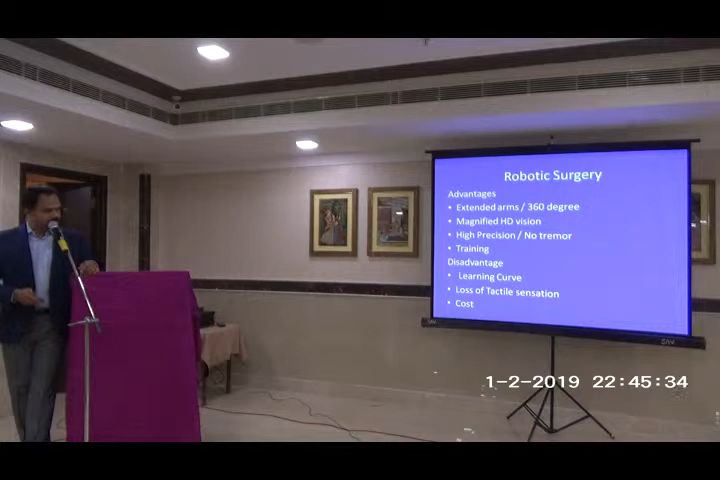 Robotic Surgery
Advantages
• Extended arms / 360 degree
• Magnified HD vision
• High Precision / No tremor
• Training
Disadvantage
• Learning Curve
• Loss of Tactile sensation
• Cost
1-2-2019 22:45:34